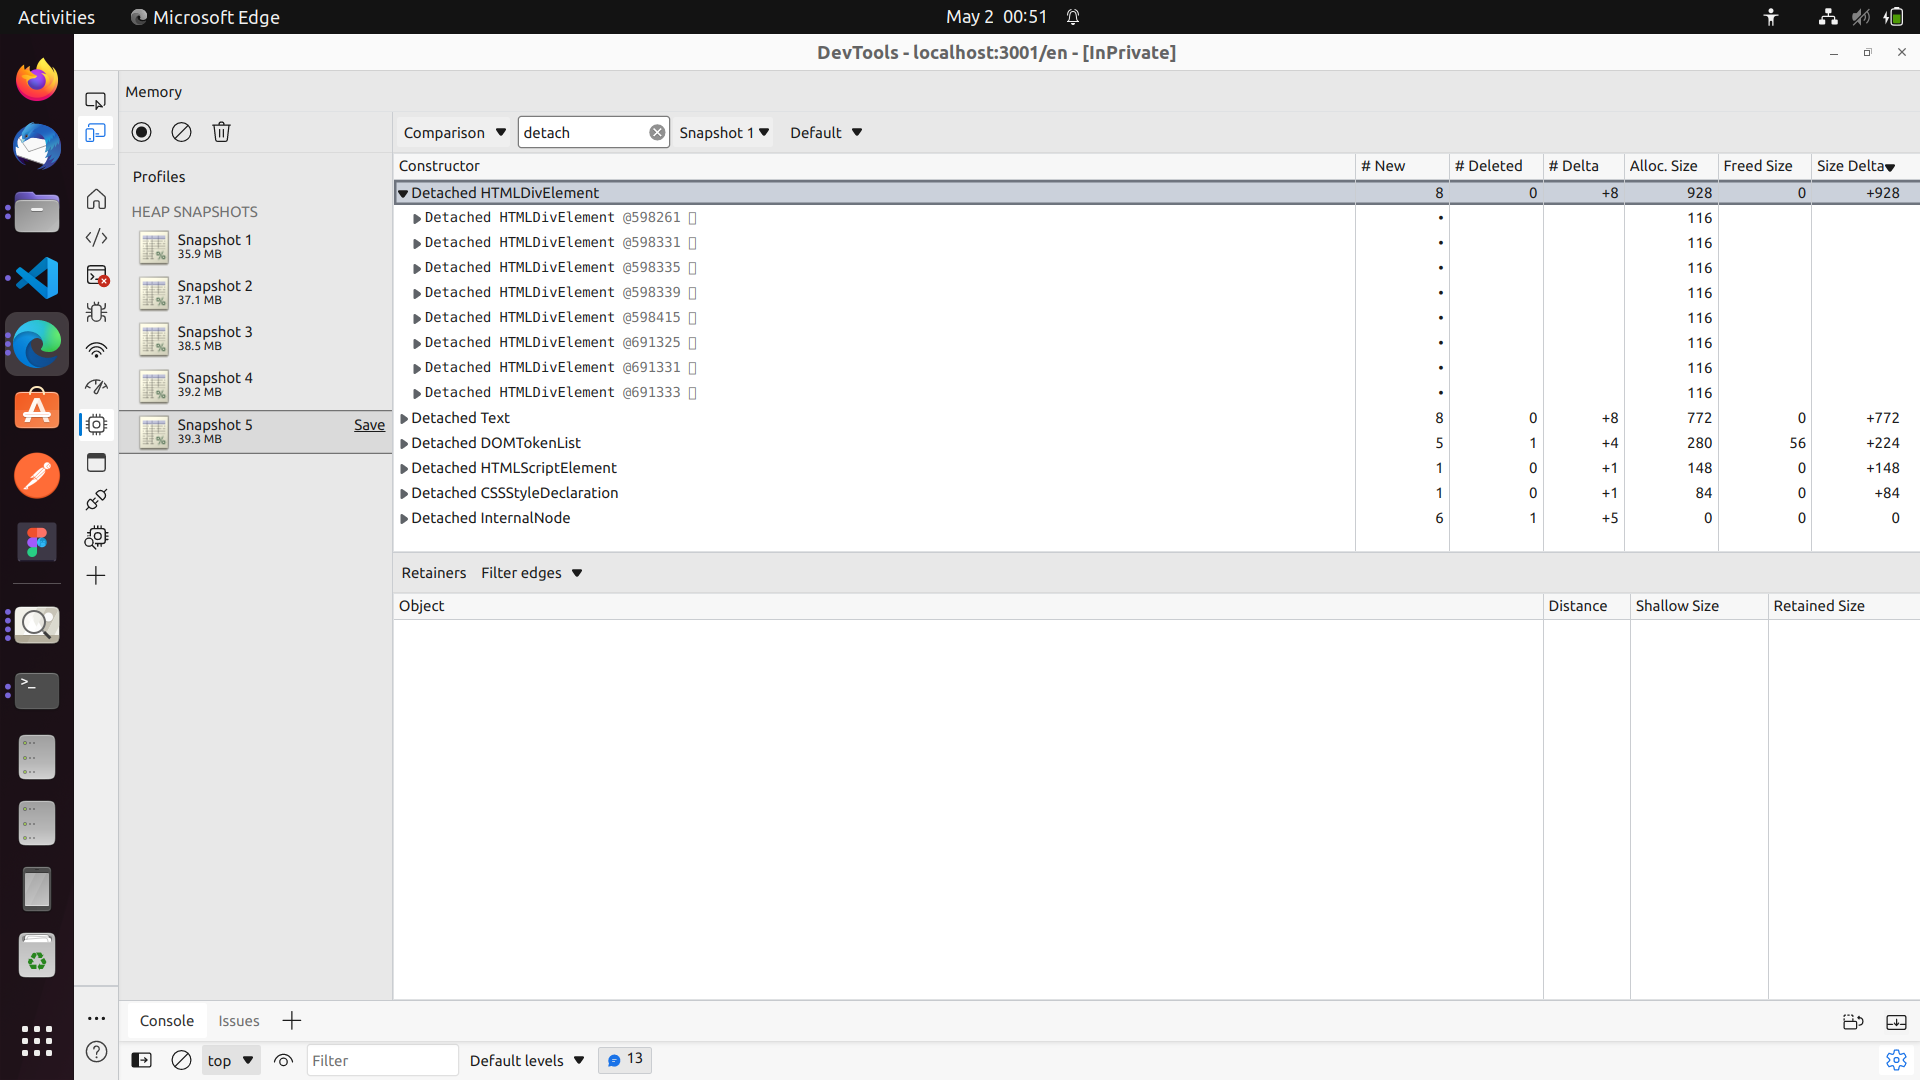 Activities
Microsoft Edge
May 2 00:51
DevTools - localhost:3001/en - [InPrivate]
Memory
Comparison
detach
Snapshot 1
Default
Profiles
HEAP SNAPSHOTS
Snapshot 1
35.9 MB
Snapshot 2
37.1 MB
Snapshot 3
38.5 MB
Snapshot 4
39.2 MB
Snapshot 5
39.3 MB
Save
Constructor # New # Deleted # Delta Alloc. Size Freed Size Size Delta
Detached HTMLDivElement 8 0 +8 928 0 +928
Detached HTMLDivElement @598261 • 116
Detached HTMLDivElement @598331 • 116
Detached HTMLDivElement @598335 • 116
Detached HTMLDivElement @598339 • 116
Detached HTMLDivElement @598415 • 116
Detached HTMLDivElement @691325 • 116
Detached HTMLDivElement @691331 • 116
Detached HTMLDivElement @691333 • 116
Detached Text 8 0 +8 772 0 +772
Detached DOMTokenList 5 1 +4 280 56 +224
Detached HTMLScriptElement 1 0 +1 148 0 +148
Detached CSSStyleDeclaration 1 0 +1 84 0 +84
Detached InternalNode 6 1 +5 0 0 0
Retainers Filter edges
Object Distance Shallow Size Retained Size
Console Issues
top Filter Default levels 13